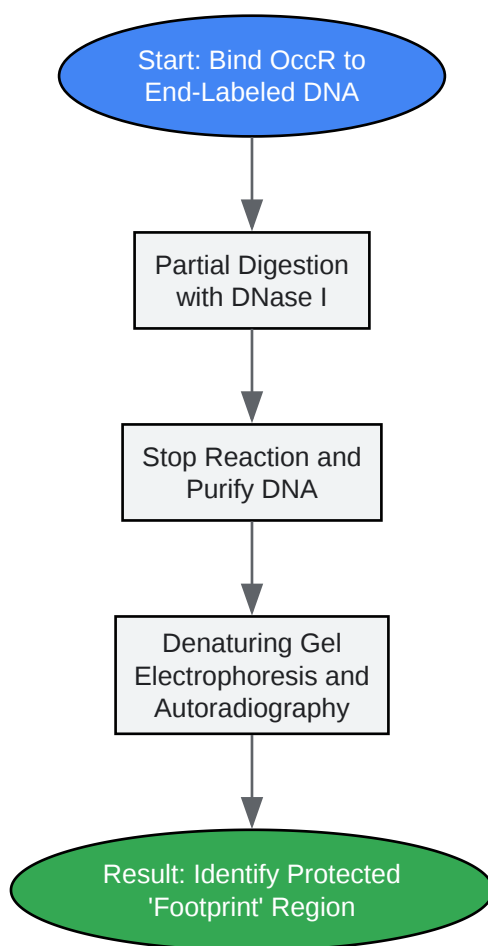 Start: Bind OccR to
End-Labeled DNA
Partial Digestion
with DNase I
Stop Reaction and
Purify DNA
Denaturing Gel
Electrophoresis and
Autoradiography
Result: Identify Protected
'Footprint' Region